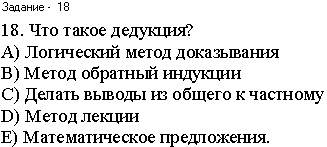 Задание - 18
18. Что такое дедукция?
A) Логический метод доказывания
B) Метод обратный индукции
C) Делать выводы из общего к частному
D) Метод лекции
E) Математическое предложения.